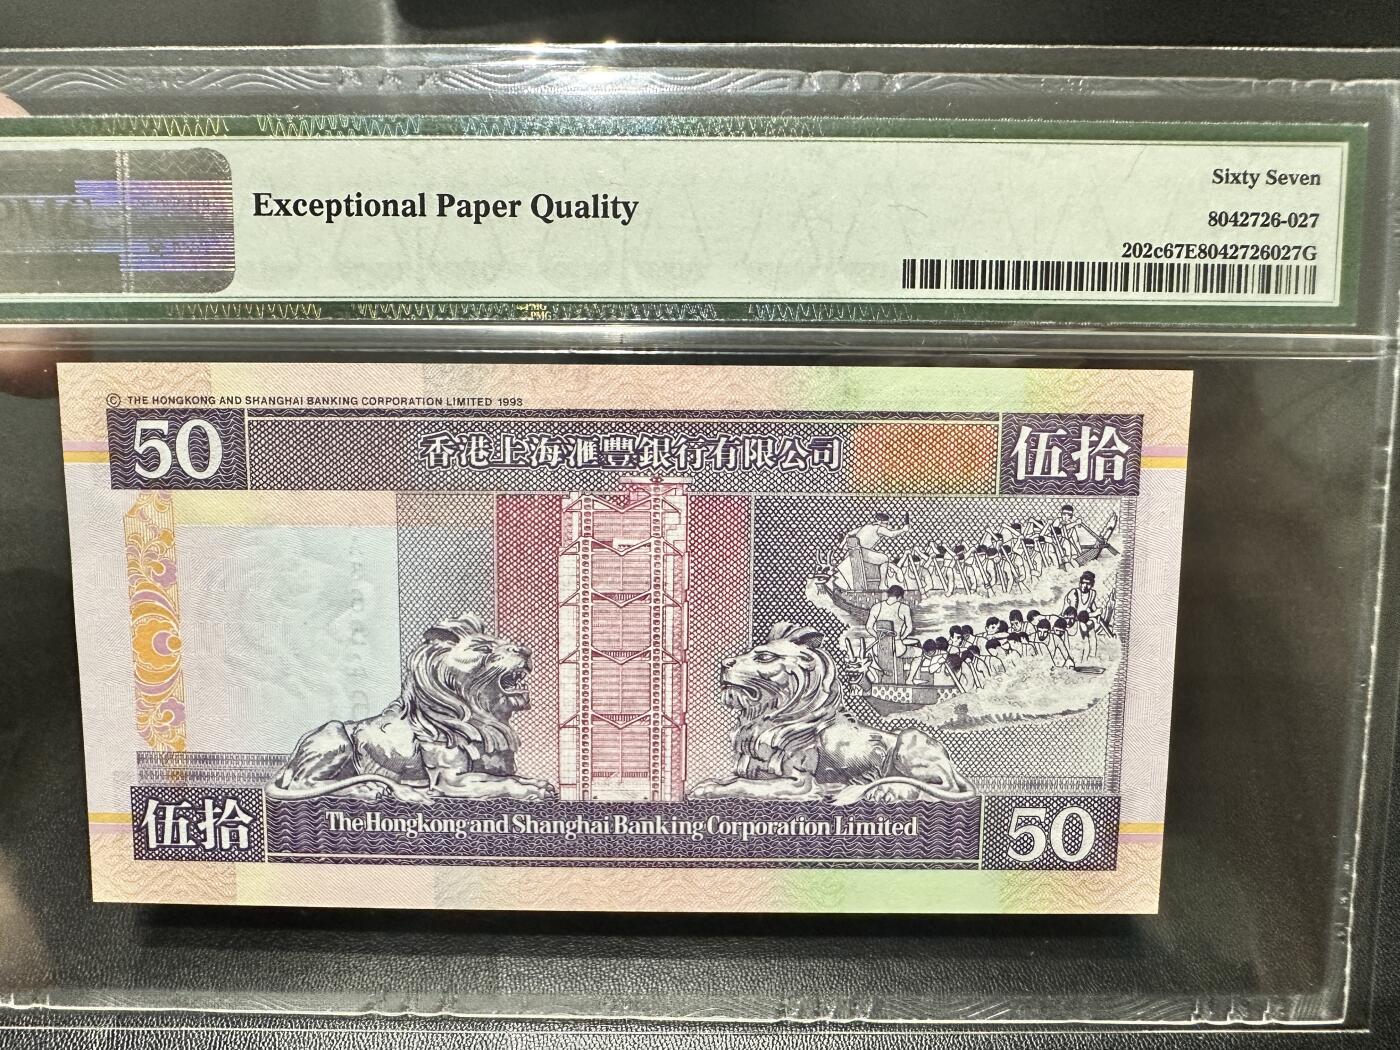 PMG
Exceptional Paper Quality
Sixty Seven
8042726-027
202c67E8042726027G
PMG
© THE HONGKONG AND SHANGHAI BANKING CORPORATION LIMITED 1993
50
香港上海滙豐銀行有限公司
伍拾
伍拾
The Hongkong and Shanghai Banking Corporation Limited
50